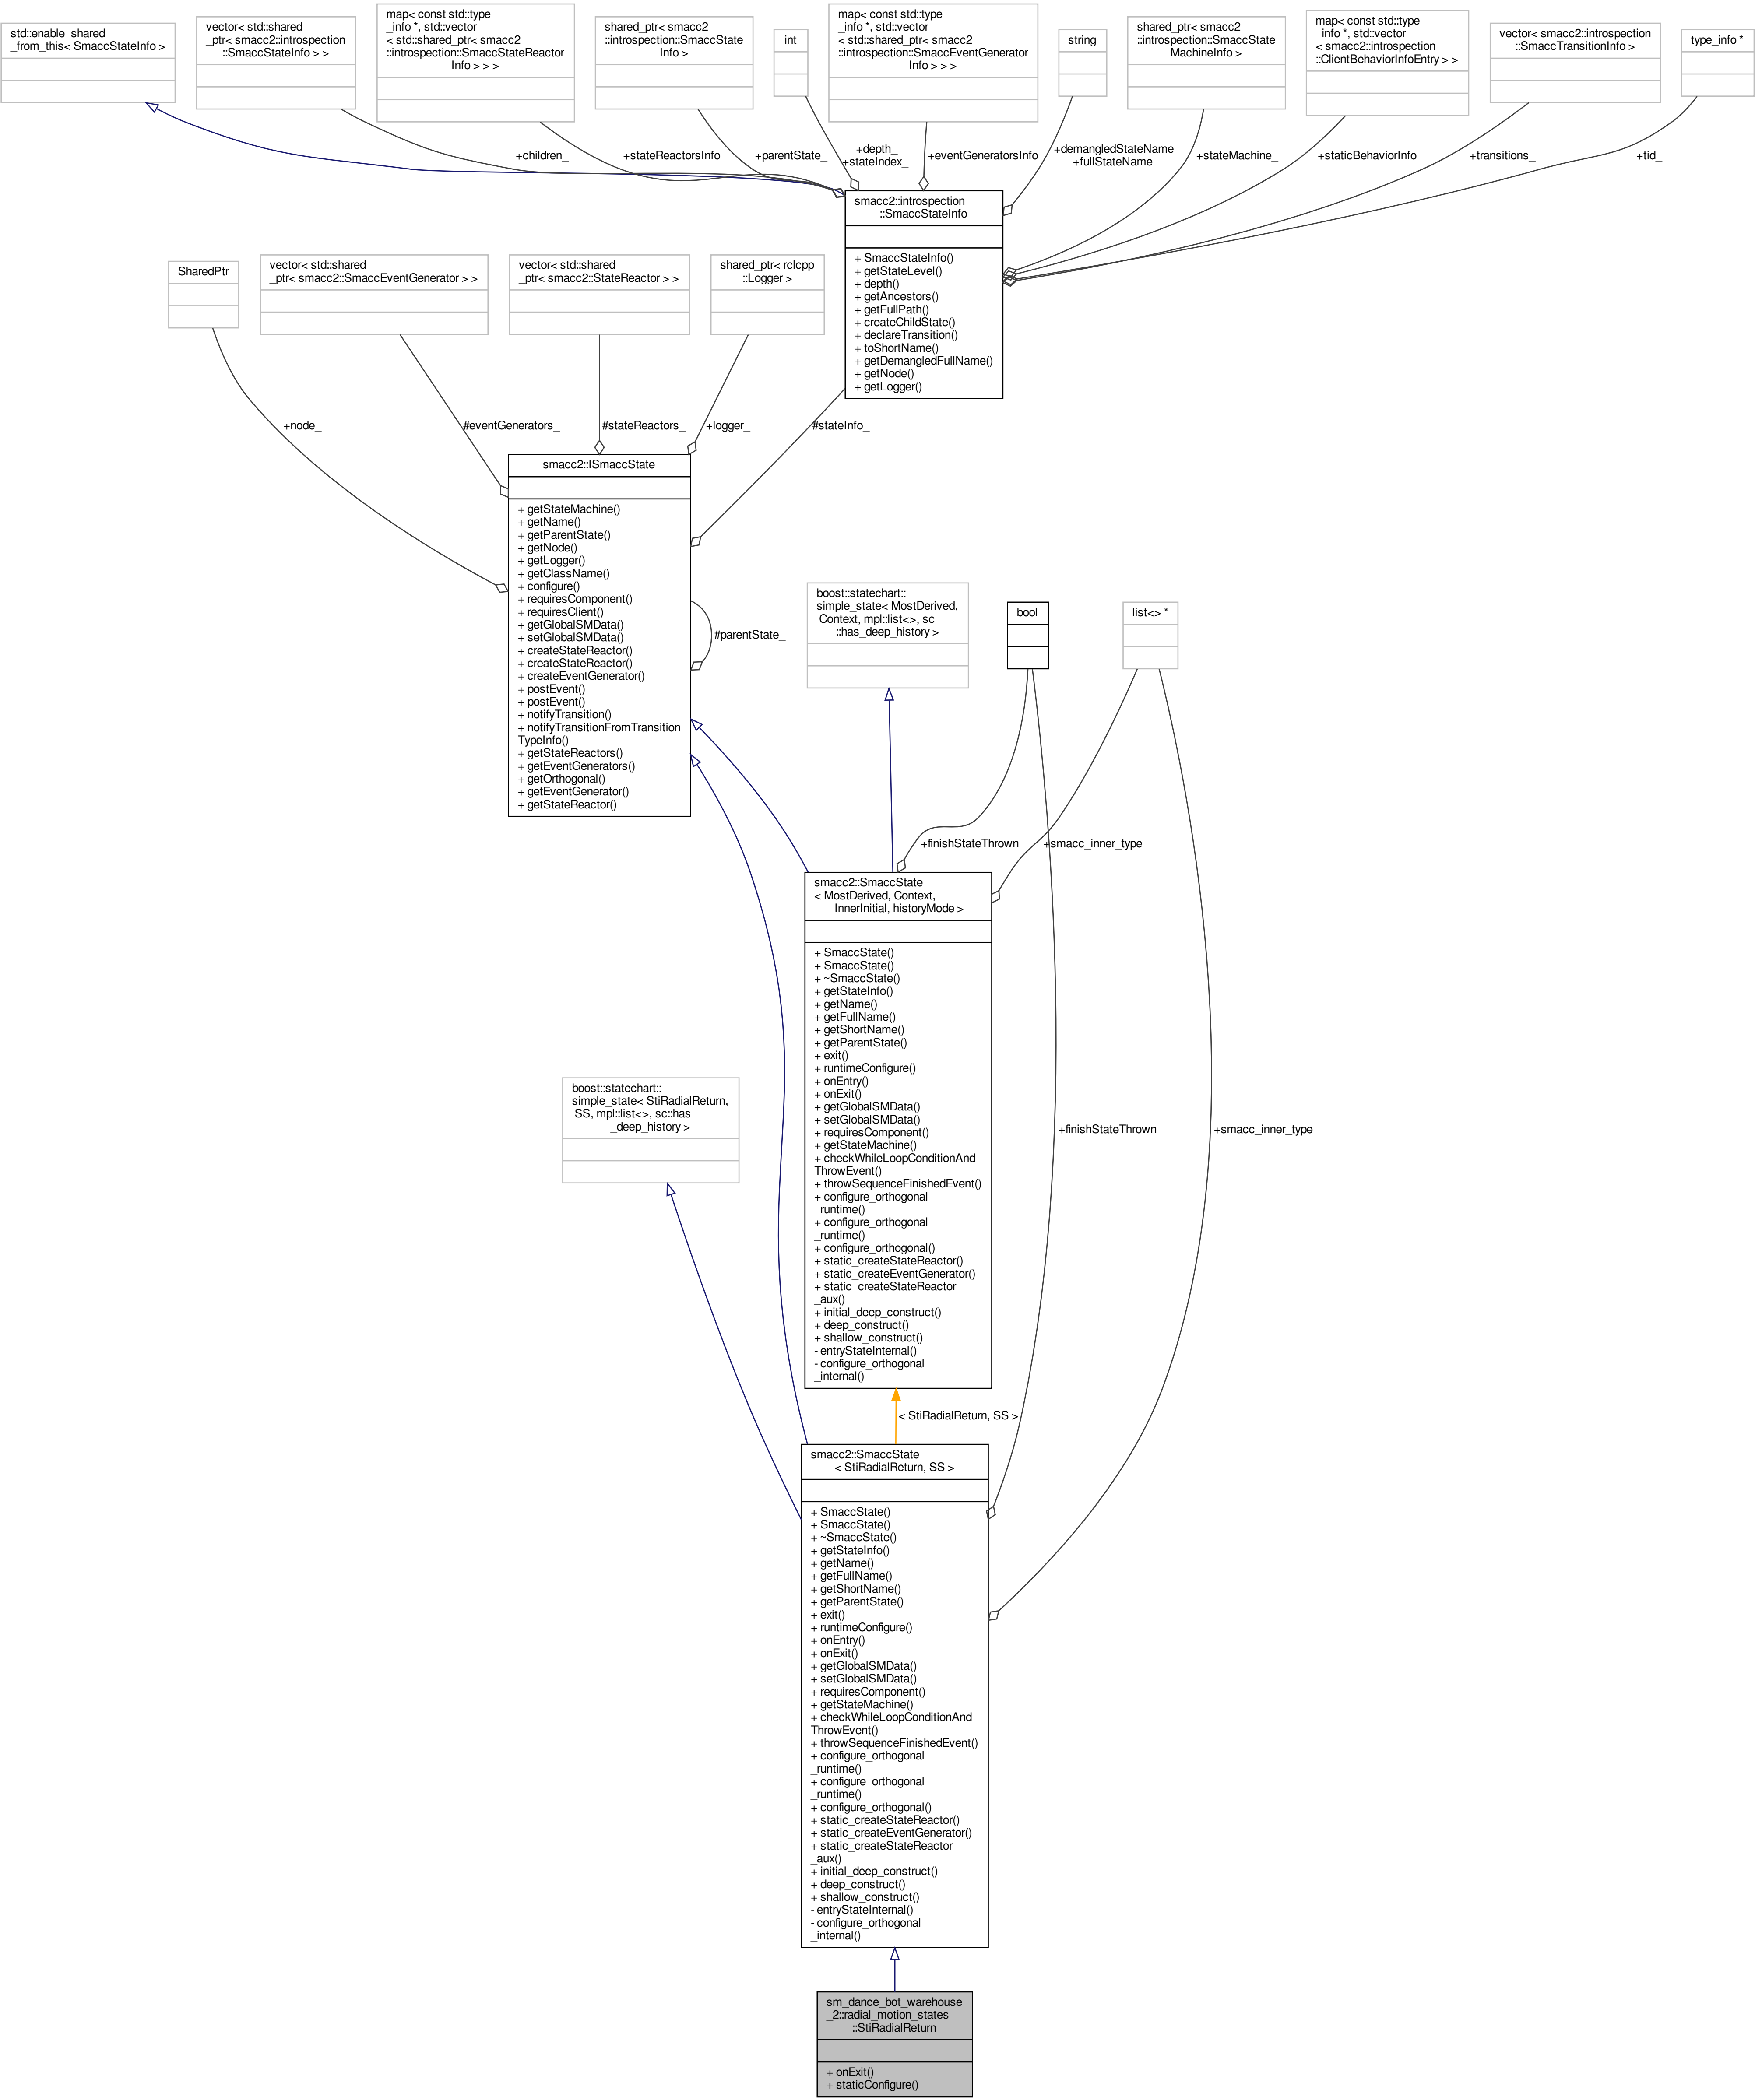 std::enable_shared
_from_this< SmaccStateInfo >
vector< std::shared
_ptr< smacc2::introspection
::SmaccStateInfo > >
map< const std::type
_info *, std::vector
< std::shared_ptr< smacc2
::introspection::SmaccStateReactor
Info > > >
shared_ptr< smacc2
::introspection::SmaccState
Info >
int
map< const std::type
_info *, std::vector
< std::shared_ptr< smacc2
::introspection::SmaccEventGenerator
Info > > >
string
shared_ptr< smacc2
::introspection::SmaccState
MachineInfo >
map< const std::type
_info *, std::vector
< smacc2::introspection
::ClientBehaviorInfoEntry > >
vector< smacc2::introspection
::SmaccTransitionInfo >
type_info *
+children_
+stateReactorsInfo
+parentState_
+depth_
+stateIndex_
+eventGeneratorsInfo
+demangledStateName
+fullStateName
+stateMachine_
+staticBehaviorInfo
+transitions_
+tid_
smacc2::introspection
::SmaccStateInfo
+ SmaccStateInfo()
+ getStateLevel()
+ depth()
+ getAncestors()
+ getFullPath()
+ createChildState()
+ declareTransition()
+ toShortName()
+ getDemangledFullName()
+ getNode()
+ getLogger()
SharedPtr
vector< std::shared
_ptr< smacc2::SmaccEventGenerator > >
vector< std::shared
_ptr< smacc2::StateReactor > >
shared_ptr< rclcpp
::Logger >
+node_
#eventGenerators_
#stateReactors_
+logger_
#stateInfo_
smacc2::ISmaccState
+ getStateMachine()
+ getName()
+ getParentState()
+ getNode()
+ getLogger()
+ getClassName()
+ configure()
+ requiresComponent()
+ requiresClient()
+ getGlobalSMData()
+ setGlobalSMData()
+ createStateReactor()
+ createStateReactor()
+ createEventGenerator()
+ postEvent()
+ postEvent()
+ notifyTransition()
+ notifyTransitionFromTransition
TypeInfo()
+ getStateReactors()
+ getEventGenerators()
+ getOrthogonal()
+ getEventGenerator()
+ getStateReactor()
#parentState_
boost::statechart::
simple_state< MostDerived,
Context, mpl::list<>, sc
::has_deep_history >
bool
list<> *
+finishStateThrown
+smacc_inner_type
smacc2::SmaccState
< MostDerived, Context,
InnerInitial, historyMode >
+ SmaccState()
+ SmaccState()
+ ~SmaccState()
+ getStateInfo()
+ getName()
+ getFullName()
+ getShortName()
+ getParentState()
+ exit()
+ runtimeConfigure()
+ onEntry()
+ onExit()
+ getGlobalSMData()
+ setGlobalSMData()
+ requiresComponent()
+ getStateMachine()
+ checkWhileLoopConditionAnd
ThrowEvent()
+ throwSequenceFinishedEvent()
+ configure_orthogonal
_runtime()
+ configure_orthogonal
_runtime()
+ configure_orthogonal()
+ static_createStateReactor()
+ static_createEventGenerator()
+ static_createStateReactor
_aux()
+ initial_deep_construct()
+ deep_construct()
+ shallow_construct()
- entryStateInternal()
- configure_orthogonal
_internal()
boost::statechart::
simple_state< StiRadialReturn,
SS, mpl::list<>, sc::has
_deep_history >
+finishStateThrown
+smacc_inner_type
< StiRadialReturn, SS >
smacc2::SmaccState
< StiRadialReturn, SS >
+ SmaccState()
+ SmaccState()
+ ~SmaccState()
+ getStateInfo()
+ getName()
+ getFullName()
+ getShortName()
+ getParentState()
+ exit()
+ runtimeConfigure()
+ onEntry()
+ onExit()
+ getGlobalSMData()
+ setGlobalSMData()
+ requiresComponent()
+ getStateMachine()
+ checkWhileLoopConditionAnd
ThrowEvent()
+ throwSequenceFinishedEvent()
+ configure_orthogonal
_runtime()
+ configure_orthogonal
_runtime()
+ configure_orthogonal()
+ static_createStateReactor()
+ static_createEventGenerator()
+ static_createStateReactor
_aux()
+ initial_deep_construct()
+ deep_construct()
+ shallow_construct()
- entryStateInternal()
- configure_orthogonal
_internal()
sm_dance_bot_warehouse
_2::radial_motion_states
::StiRadialReturn
+ onExit()
+ staticConfigure()